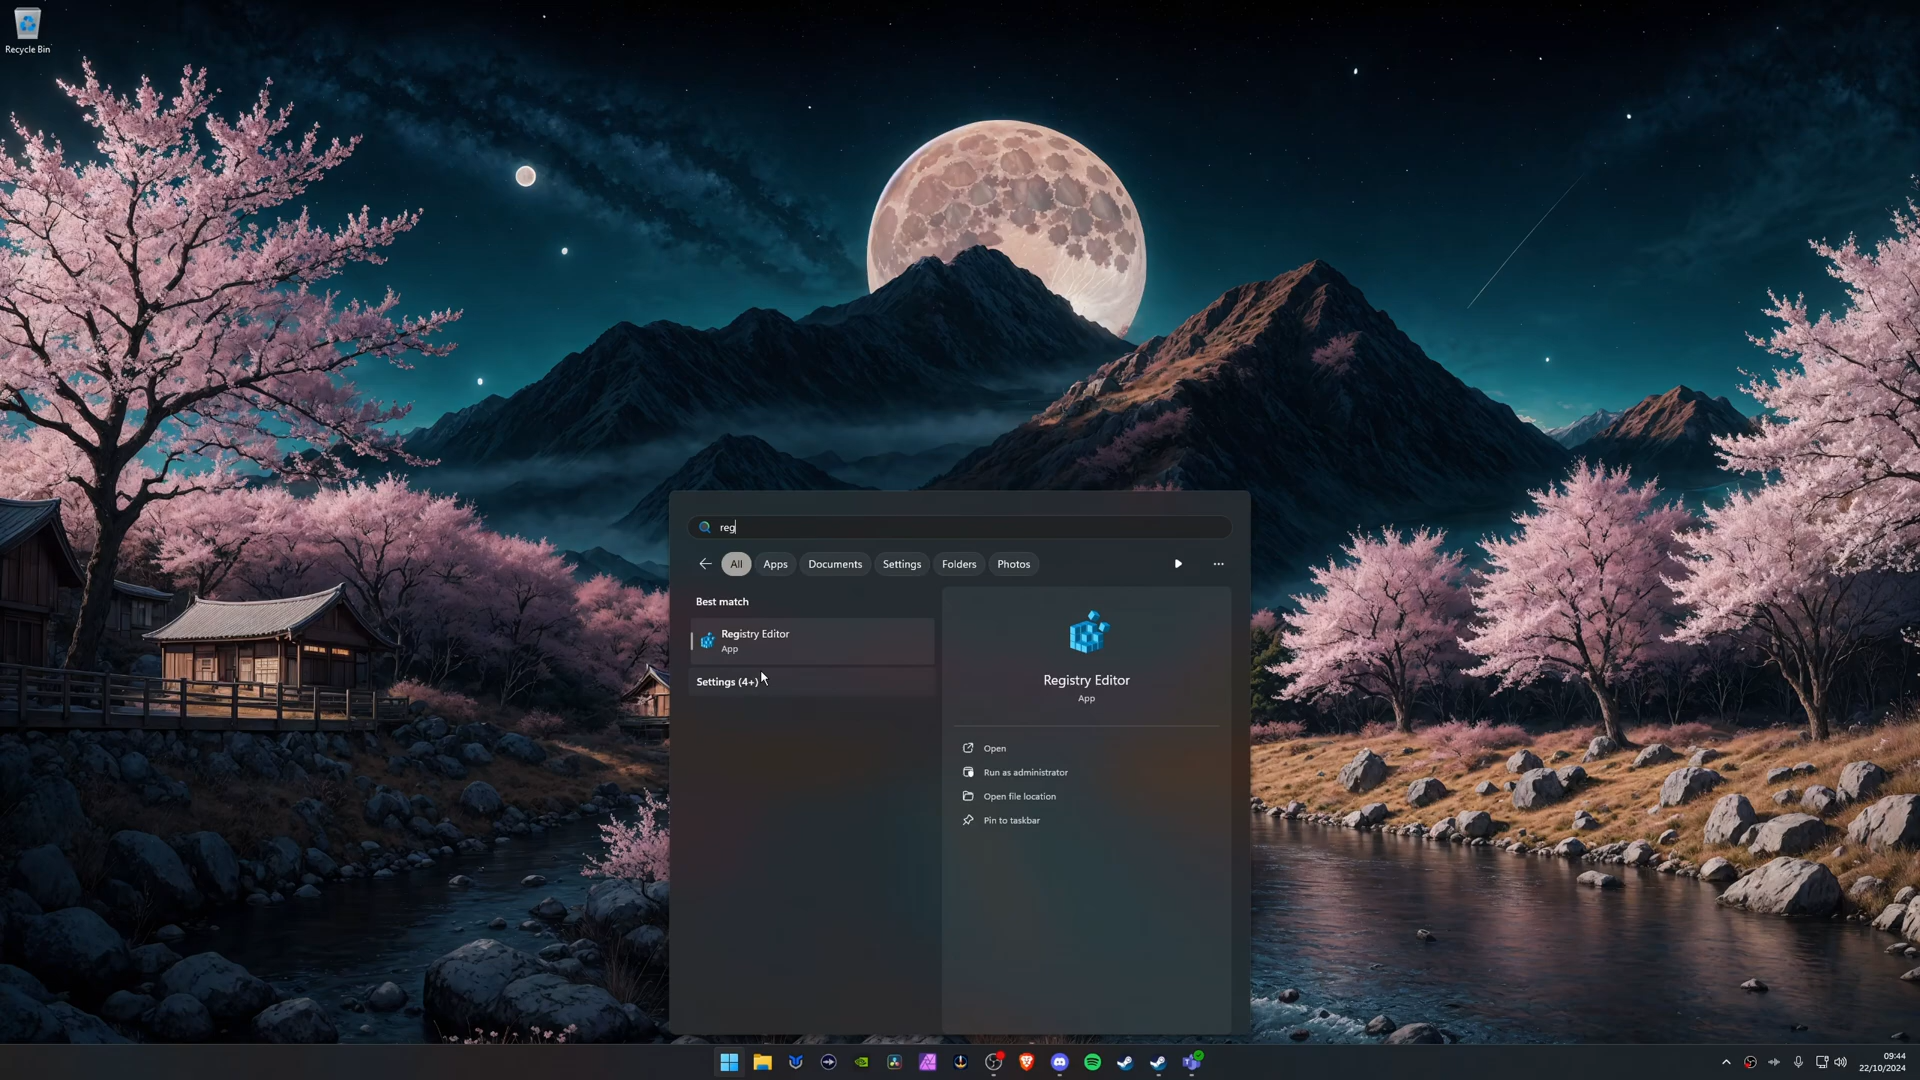 Recycle Bin
reg
All
Apps
Documents
Settings
Folders
Photos
Best match
Registry Editor
App
Settings (4+)
Registry Editor
App
Open
Run as administrator
Open file location
Pin to taskbar
09:44
22/10/2024